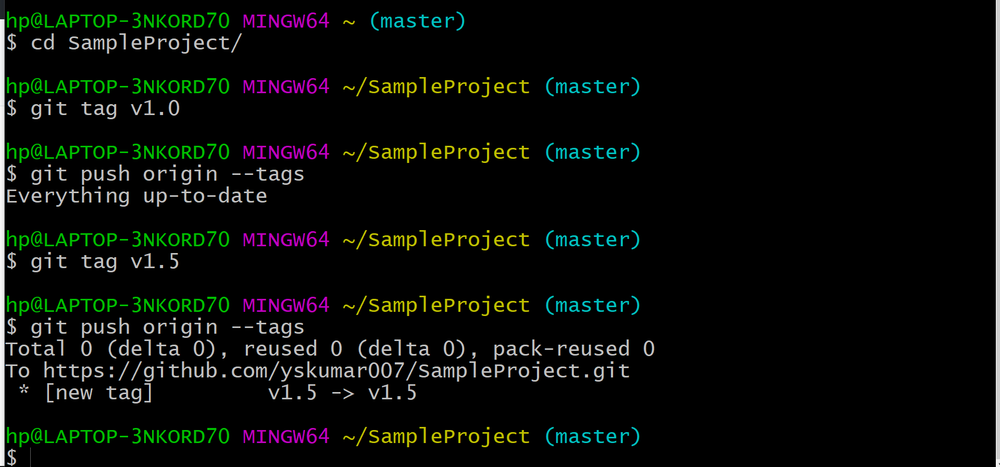 hp@LAPTOP-3NKORD70 MINGW64 ~ (master)
$ cd SampleProject/
hp@LAPTOP-3NKORD70 MINGW64 ~/SampleProject (master)
$ git tag v1.0
hp@LAPTOP-3NKORD70 MINGW64 ~/SampleProject (master)
$ git push origin --tags
Everything up-to-date
hp@LAPTOP-3NKORD70 MINGW64 ~/SampleProject (master)
$ git tag v1.5
hp@LAPTOP-3NKORD70 MINGW64 ~/SampleProject (master)
$ git push origin --tags
Total 0 (delta 0), reused 0 (delta 0), pack-reused 0
To https://github.com/yskumar007/SampleProject.git
 * [new tag]         v1.5 -> v1.5
hp@LAPTOP-3NKORD70 MINGW64 ~/SampleProject (master)
$